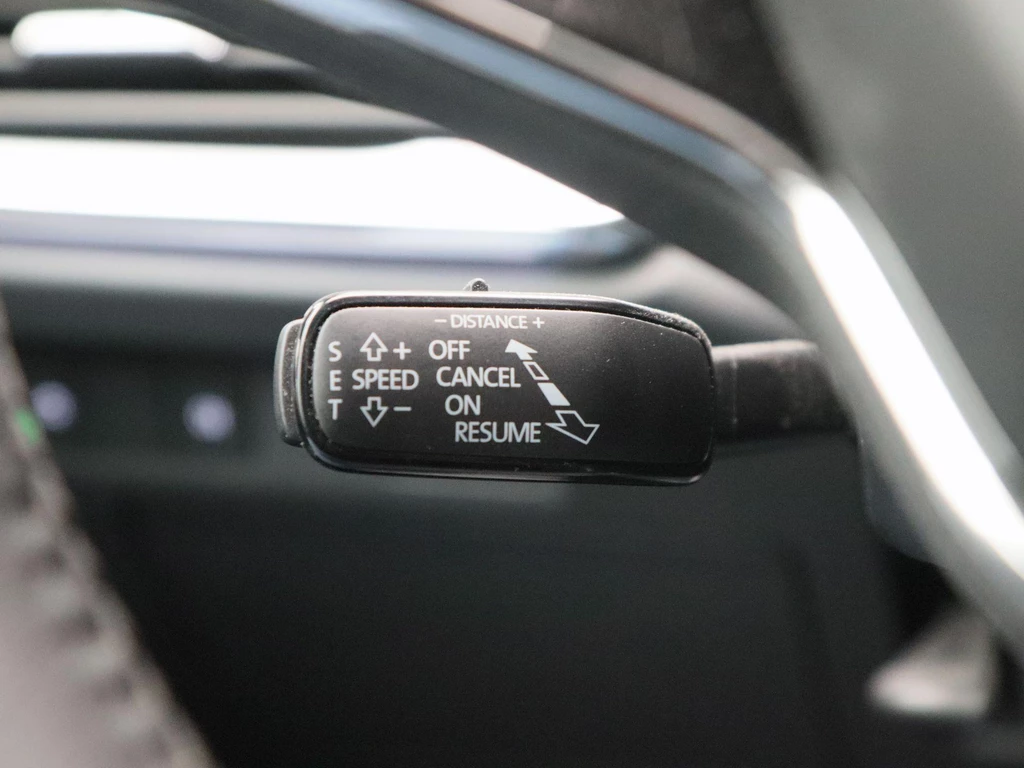 – DISTANCE +
S + OFF
E SPEED CANCEL
T – ON
RESUME